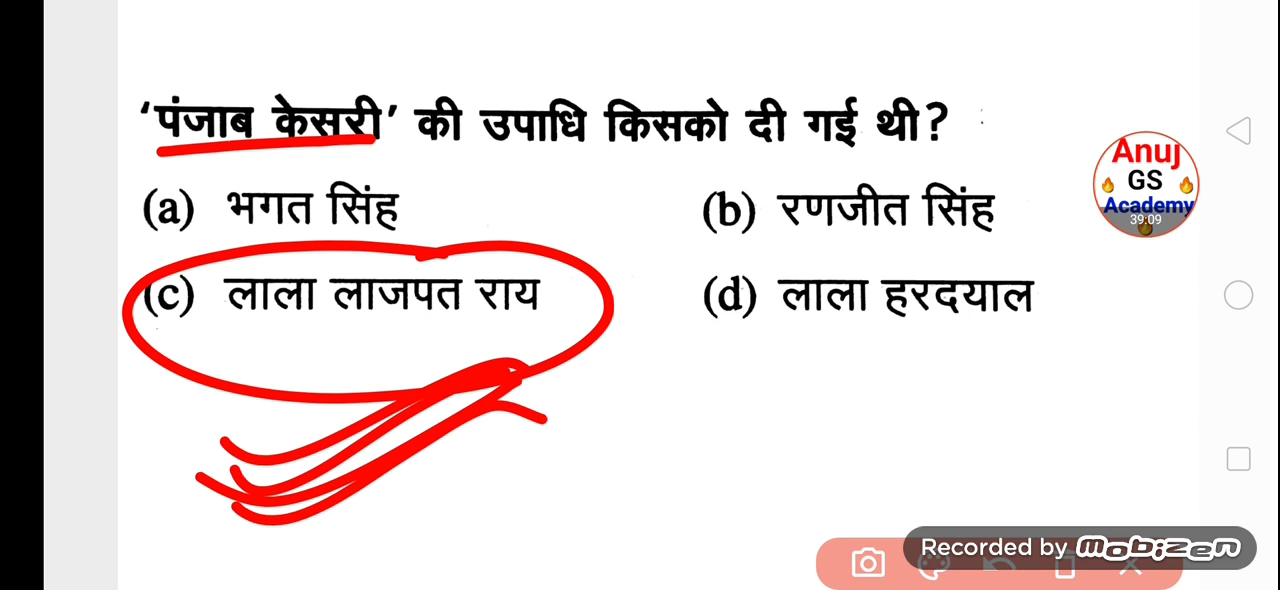 'पंजाब केसरी' की उपाधि किसको दी गई थी?
(a) भगत सिंह
(b) रणजीत सिंह
(c) लाला लाजपत राय
(d) लाला हरदयाल
Anuj
GS
Academy
39:09
Recorded by Mobizen